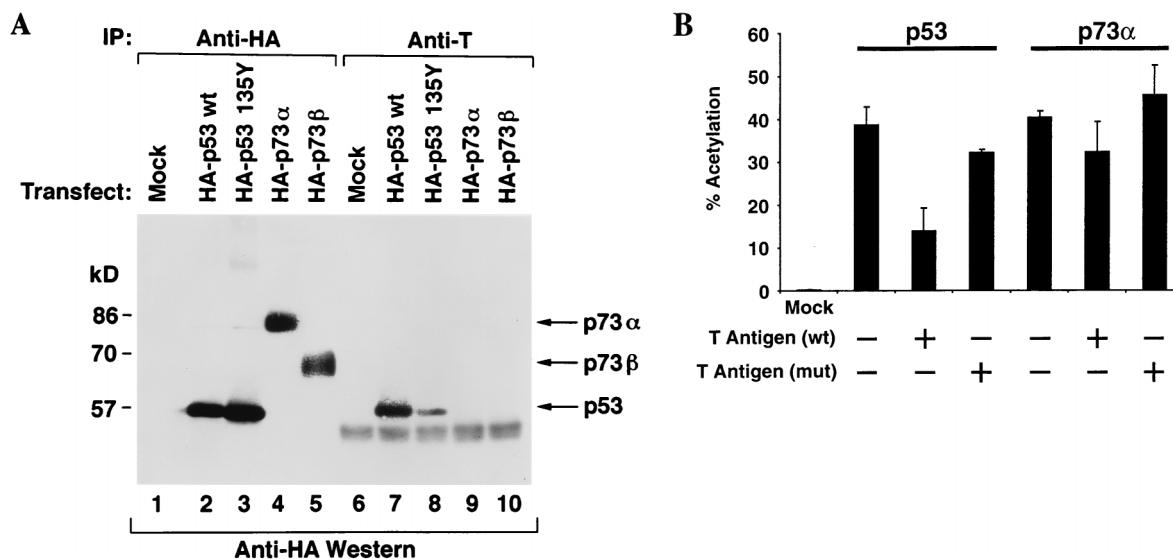 A
IP: Anti-HA Anti-T
Transfect: Mock HA-p53 wt HA-p53 135Y HA-p73α HA-p73β Mock HA-p53 wt HA-p53 135Y HA-p73α HA-p73β
kD
86
70
57
p73α
p73β
p53
1 2 3 4 5 6 7 8 9 10
Anti-HA Western
B
p53 p73α
% Acetylation
60
50
40
30
20
10
0
Mock
T Antigen (wt) − + − − + −
T Antigen (mut) − − + − − +